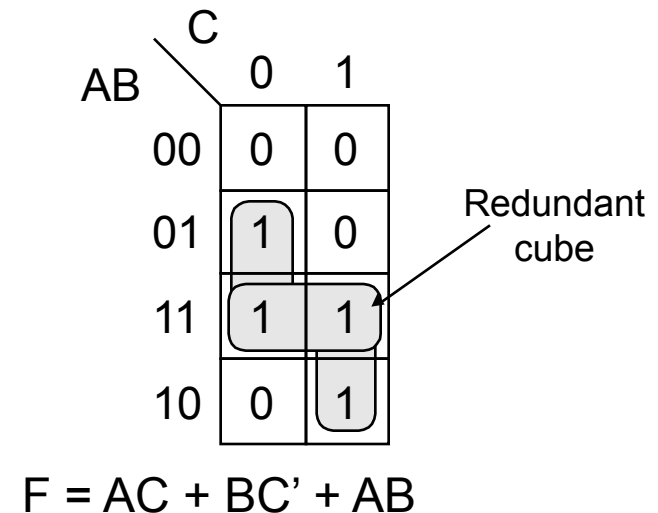 C
AB 0 1
00 0 0
01 1 0
11 1 1
10 0 1
Redundant
cube
F = AC + BC’ + AB